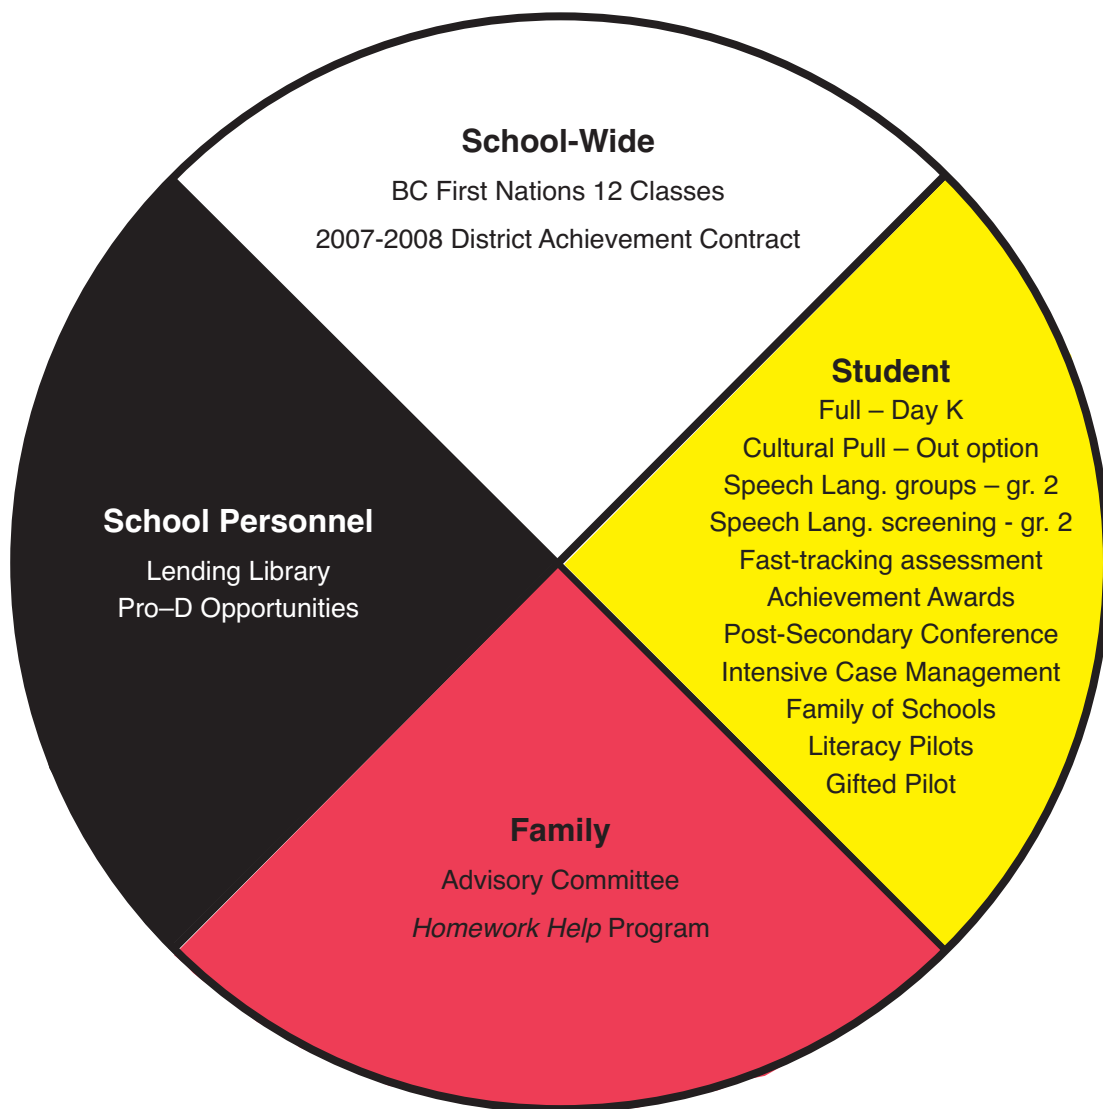 School-Wide
BC First Nations 12 Classes
2007-2008 District Achievement Contract
Student
Full – Day K
Cultural Pull – Out option
Speech Lang. groups – gr. 2
Speech Lang. screening - gr. 2
Fast-tracking assessment
Achievement Awards
Post-Secondary Conference
Intensive Case Management
Family of Schools
Literacy Pilots
Gifted Pilot
School Personnel
Lending Library
Pro–D Opportunities
Family
Advisory Committee
Homework Help Program